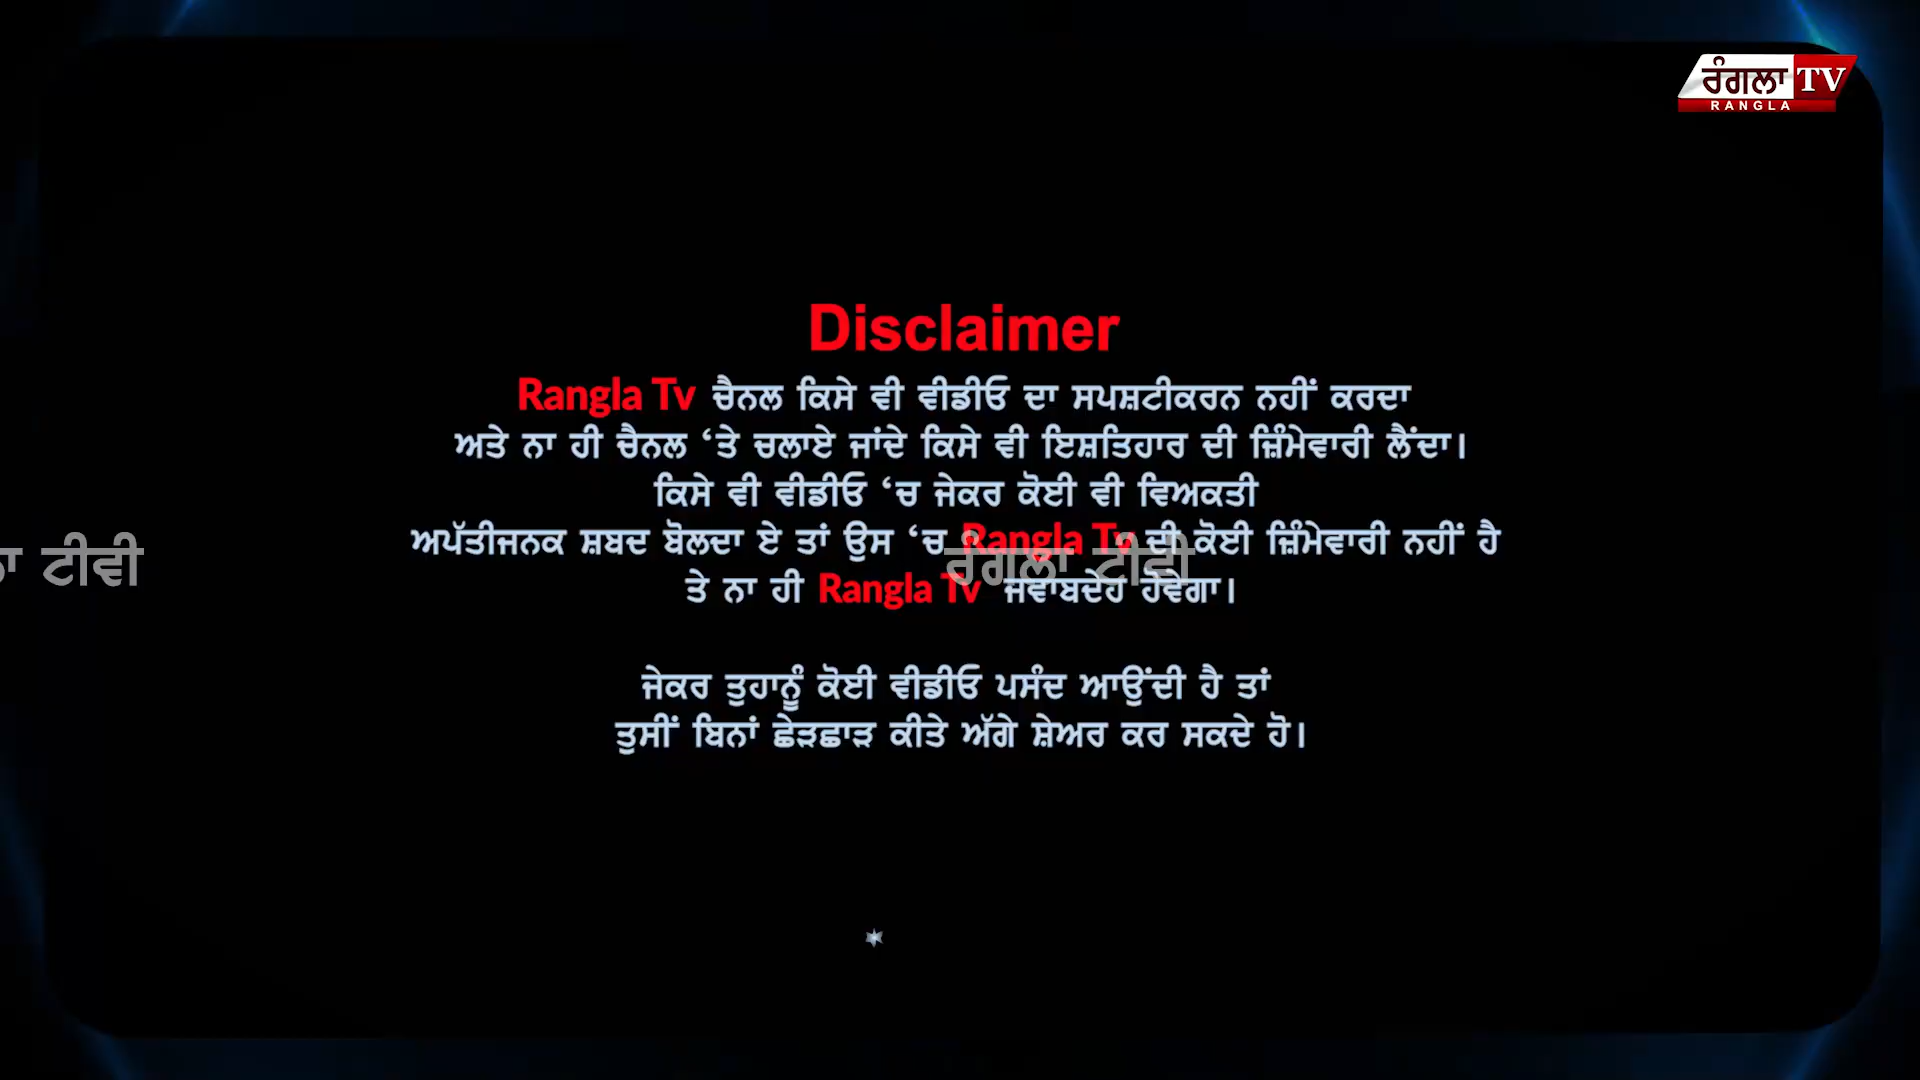 ਰੰਗਲਾ TV
RANGLA
Disclaimer
Rangla Tv ਚੈਨਲ ਕਿਸੇ ਵੀ ਵੀਡੀਓ ਦਾ ਸਪਸ਼ਟੀਕਰਨ ਨਹੀਂ ਕਰਦਾ
ਅਤੇ ਨਾ ਹੀ ਚੈਨਲ ‘ਤੇ ਚਲਾਏ ਜਾਂਦੇ ਕਿਸੇ ਵੀ ਇਸ਼ਤਿਹਾਰ ਦੀ ਜ਼ਿੰਮੇਵਾਰੀ ਲੈਂਦਾ।
ਕਿਸੇ ਵੀ ਵੀਡੀਓ ‘ਚ ਜੇਕਰ ਕੋਈ ਵੀ ਵਿਅਕਤੀ
ਅਪੱਤੀਜਨਕ ਸ਼ਬਦ ਬੋਲਦਾ ਏ ਤਾਂ ਉਸ ‘ਚ Rangla Tv ਦੀ ਕੋਈ ਜ਼ਿੰਮੇਵਾਰੀ ਨਹੀਂ ਹੈ
ਟੀਵੀ
ਰੰਗਲਾ ਟੀਵੀ
ਤੇ ਨਾ ਹੀ Rangla Tv ਜਵਾਬਦੇਹ ਹੋਵੇਗਾ।
ਜੇਕਰ ਤੁਹਾਨੂੰ ਕੋਈ ਵੀਡੀਓ ਪਸੰਦ ਆਉਂਦੀ ਹੈ ਤਾਂ
ਤੁਸੀਂ ਬਿਨਾਂ ਛੇੜਛਾੜ ਕੀਤੇ ਅੱਗੇ ਸ਼ੇਅਰ ਕਰ ਸਕਦੇ ਹੋ।